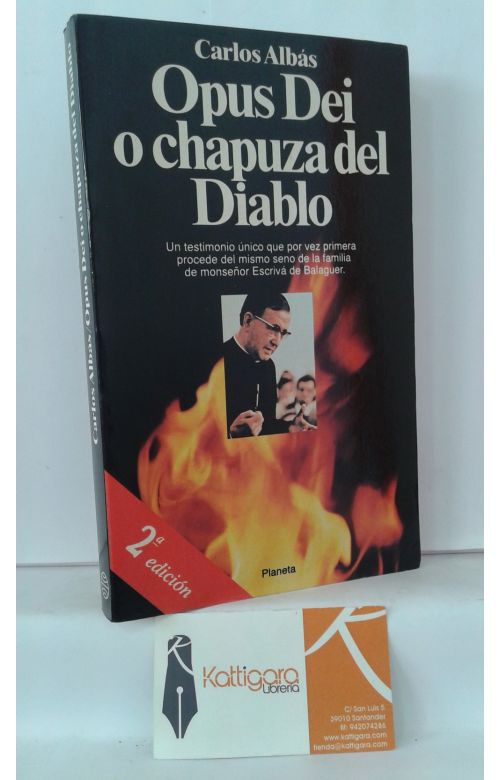 Carlos Albás
Opus Dei
o chapuza del
Diablo
Un testimonio único que por vez primera
procede del mismo seno de la familia
de monseñor Escrivá de Balaguer.
Carlos Albás/Opus Dei o chapuza del Diablo
2ª
edición
Planeta
K
Kattigara
Librería
K
C/ San Luis 5
39010 Santander
tlf: 942074286
www.kattigara.com
tienda@kattigara.com